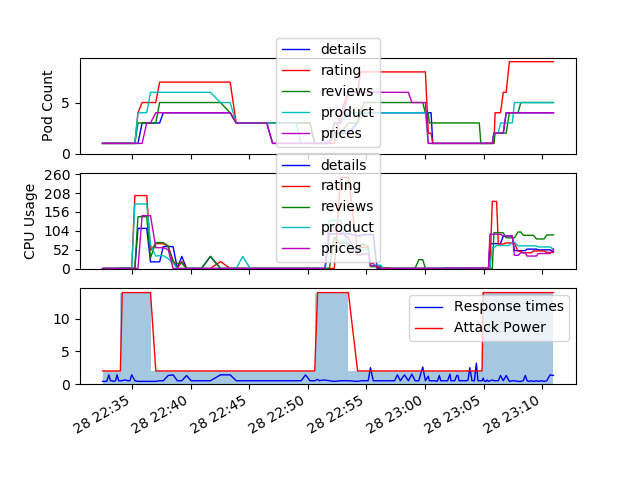 details
rating
reviews
product
prices
Pod Count
5
0
details
rating
reviews
product
prices
CPU Usage
260
208
156
104
52
0
Response times
Attack Power
10
5
0
28 22:35
28 22:40
28 22:45
28 22:50
28 22:55
28 23:00
28 23:05
28 23:10